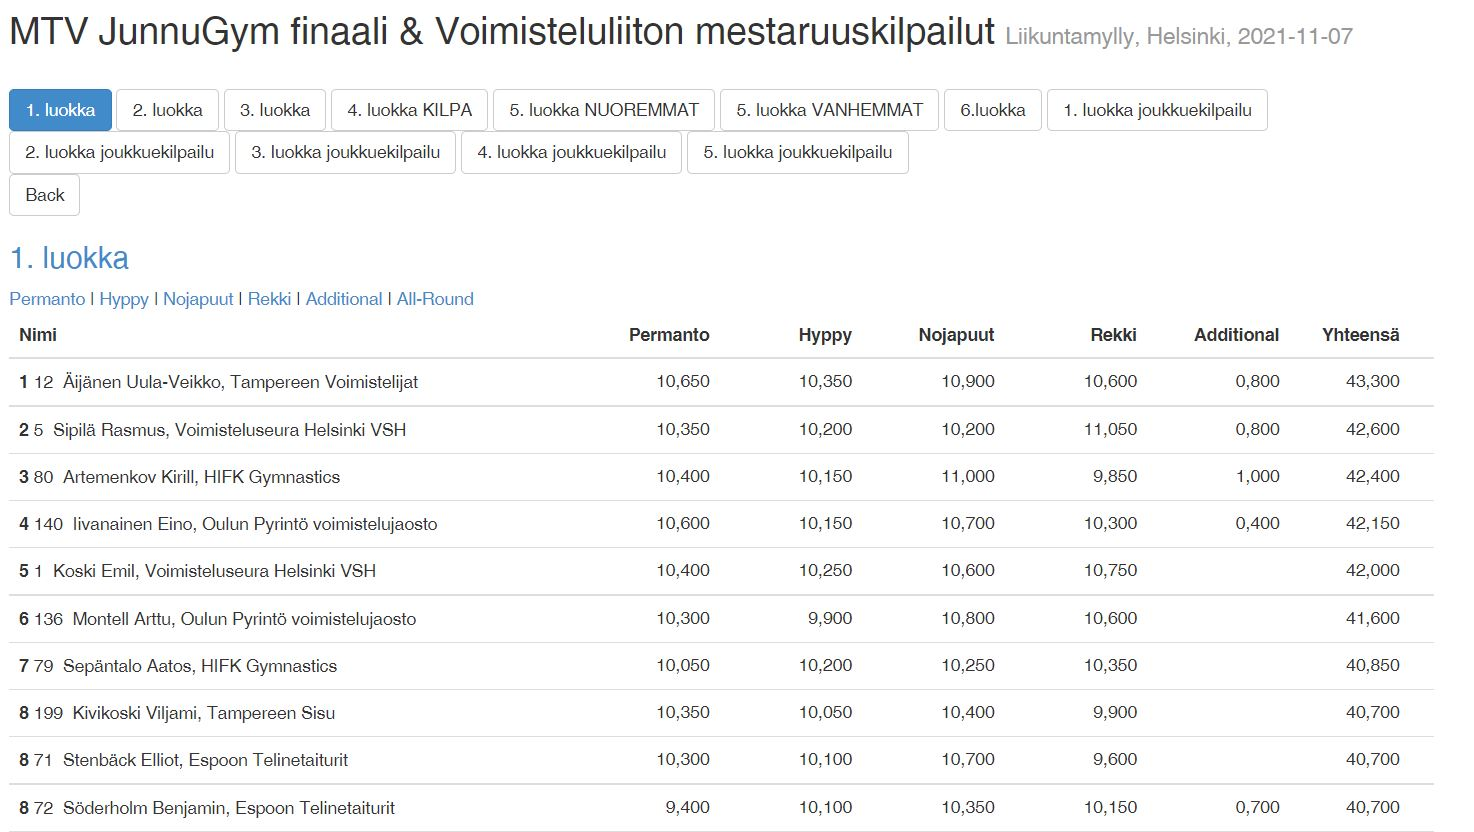 MTV JunnuGym finaali & Voimisteluliiton mestaruuskilpailut Liikuntamylly, Helsinki, 2021-11-07
1. luokka 2. luokka 3. luokka 4. luokka KILPA 5. luokka NUOREMMAT 5. luokka VANHEMMAT 6.luokka 1. luokka joukkuekilpailu
2. luokka joukkuekilpailu 3. luokka joukkuekilpailu 4. luokka joukkuekilpailu 5. luokka joukkuekilpailu
Back
1. luokka
Permanto | Hyppy | Nojapuut | Rekki | Additional | All-Round
Nimi Permanto Hyppy Nojapuut Rekki Additional Yhteensä
1 12 Äijänen Uula-Veikko, Tampereen Voimistelijat 10,650 10,350 10,900 10,600 0,800 43,300
2 5 Sipilä Rasmus, Voimisteluseura Helsinki VSH 10,350 10,200 10,200 11,050 0,800 42,600
3 80 Artemenkov Kirill, HIFK Gymnastics 10,400 10,150 11,000 9,850 1,000 42,400
4 140 Iivanainen Eino, Oulun Pyrintö voimistelujaosto 10,600 10,150 10,700 10,300 0,400 42,150
5 1 Koski Emil, Voimisteluseura Helsinki VSH 10,400 10,250 10,600 10,750 42,000
6 136 Montell Arttu, Oulun Pyrintö voimistelujaosto 10,300 9,900 10,800 10,600 41,600
7 79 Sepäntalo Aatos, HIFK Gymnastics 10,050 10,200 10,250 10,350 40,850
8 199 Kivikoski Viljami, Tampereen Sisu 10,350 10,050 10,400 9,900 40,700
8 71 Stenbäck Elliot, Espoon Telinetaiturit 10,300 10,100 10,700 9,600 40,700
8 72 Söderholm Benjamin, Espoon Telinetaiturit 9,400 10,100 10,350 10,150 0,700 40,700